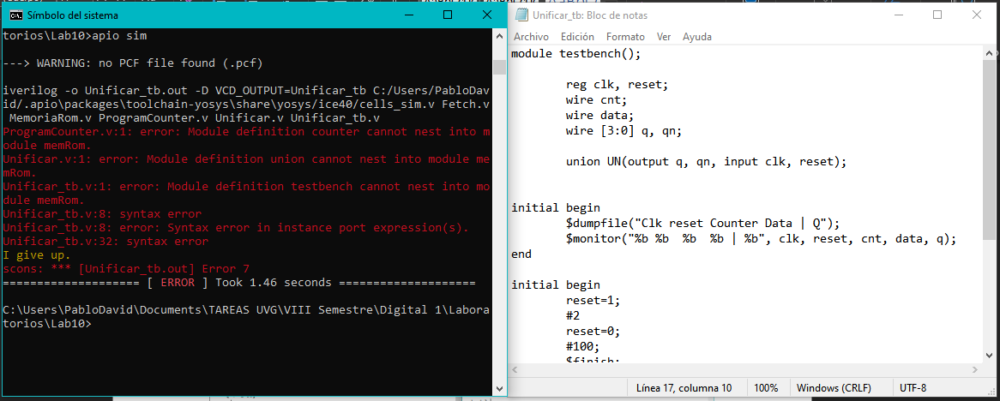 Símbolo del sistema
torios\Lab10>apio sim
---> WARNING: no PCF file found (.pcf)
iverilog -o Unificar_tb.out -D VCD_OUTPUT=Unificar_tb C:/Users/PabloDav
id/.apio\packages\toolchain-yosys\share\yosys/ice40/cells_sim.v Fetch.v
MemoriaRom.v ProgramCounter.v Unificar.v Unificar_tb.v
ProgramCounter.v:1: error: Module definition counter cannot nest into m
odule memRom.
Unificar.v:1: error: Module definition union cannot nest into module me
mRom.
Unificar_tb.v:1: error: Module definition testbench cannot nest into mo
dule memRom.
Unificar_tb.v:8: syntax error
Unificar_tb.v:8: error: Syntax error in instance port expression(s).
Unificar_tb.v:32: syntax error
I give up.
scons: *** [Unificar_tb.out] Error 7
==================== [ ERROR ] Took 1.46 seconds ====================
C:\Users\PabloDavid\Documents\TAREAS UVG\VIII Semestre\Digital 1\Labora
torios\Lab10>
Unificar_tb: Bloc de notas
Archivo Edición Formato Ver Ayuda
module testbench();
reg clk, reset;
wire cnt;
wire data;
wire [3:0] q, qn;
union UN(output q, qn, input clk, reset);
initial begin
$dumpfile("Clk reset Counter Data | Q");
$monitor("%b %b  %b  %b | %b", clk, reset, cnt, data, q);
end
initial begin
reset=1;
#2
reset=0;
#100;
$finish;
Línea 17, columna 10 100% Windows (CRLF) UTF-8